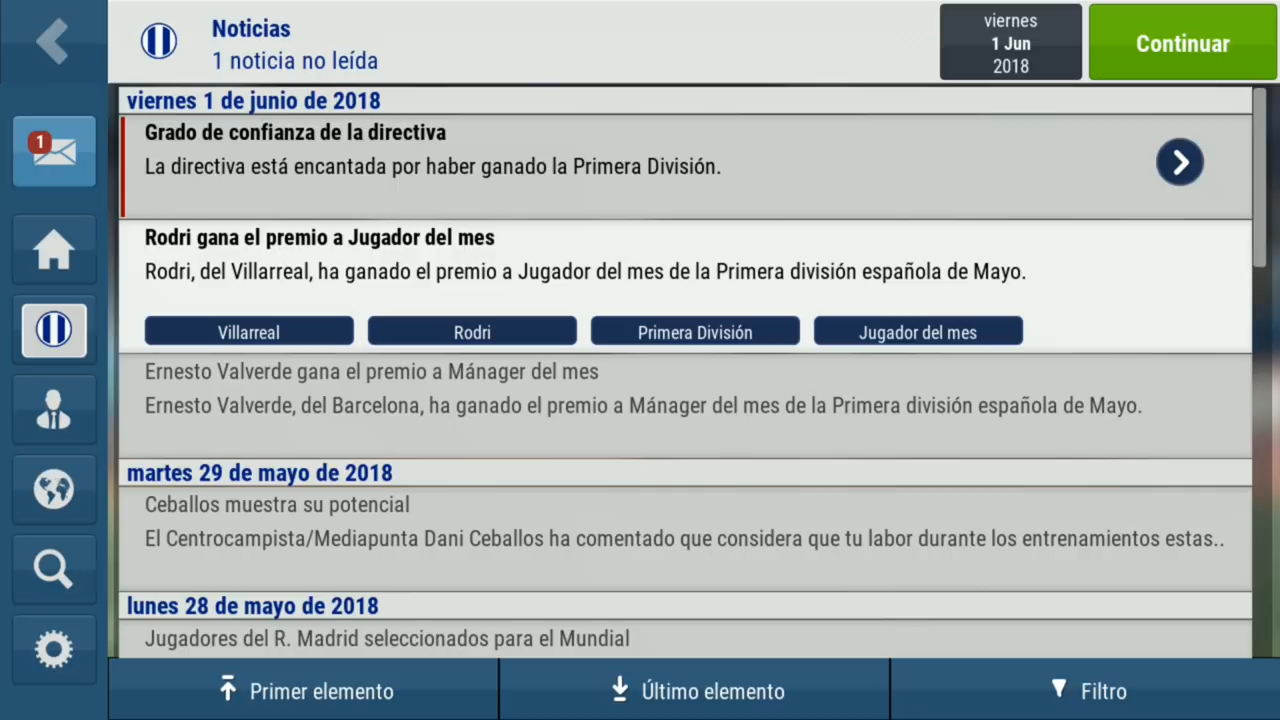 Noticias
1 noticia no leída
viernes
1 Jun
2018
Continuar
1
viernes 1 de junio de 2018
Grado de confianza de la directiva
La directiva está encantada por haber ganado la Primera División.
Rodri gana el premio a Jugador del mes
Rodri, del Villarreal, ha ganado el premio a Jugador del mes de la Primera división española de Mayo.
Villarreal
Rodri
Primera División
Jugador del mes
Ernesto Valverde gana el premio a Mánager del mes
Ernesto Valverde, del Barcelona, ha ganado el premio a Mánager del mes de la Primera división española de Mayo.
martes 29 de mayo de 2018
Ceballos muestra su potencial
El Centrocampista/Mediapunta Dani Ceballos ha comentado que considera que tu labor durante los entrenamientos estas..
lunes 28 de mayo de 2018
Jugadores del R. Madrid seleccionados para el Mundial
Primer elemento
Último elemento
Filtro